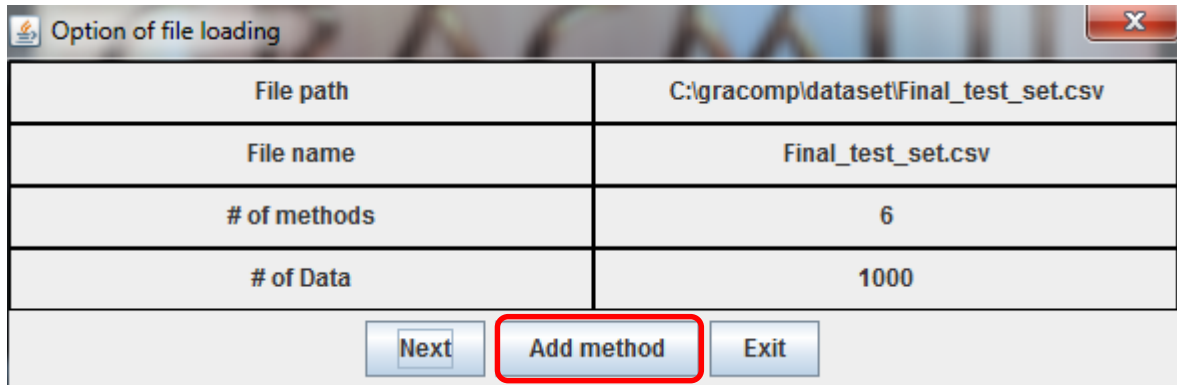 Option of file loading
File path C:\gracomp\dataset\Final_test_set.csv
File name Final_test_set.csv
# of methods 6
# of Data 1000
Next Add method Exit